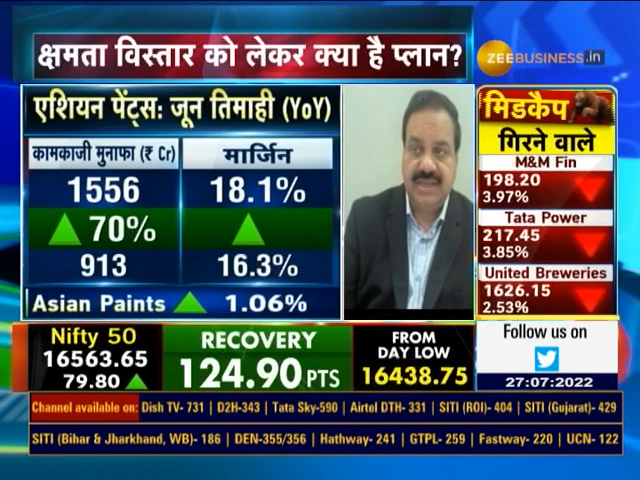 क्षमता विस्तार को लेकर क्या है प्लान?
ZEEBUSINESS.in
एशियन पेंट्स: जून तिमाही (YoY)
कामकाजी मुनाफा (₹ Cr) मार्जिन
1556 18.1%
70%
913 16.3%
Asian Paints 1.06%
मिडकैप
गिरने वाले
M&M Fin
198.20
3.97%
Tata Power
217.45
3.85%
United Breweries
1626.15
2.53%
Nifty 50
16563.65
79.80
RECOVERY
124.90 PTS
FROM
DAY LOW
16438.75
Follow us on
27:07:2022
Channel available on: Dish TV- 731 | D2H-343 | Tata Sky-590 | Airtel DTH- 331 | SITI (ROI)- 404 | SITI (Gujarat)- 429
SITI (Bihar & Jharkhand, WB)- 186 | DEN-355/356 | Hathway- 241 | GTPL- 259 | Fastway- 220 | UCN- 122